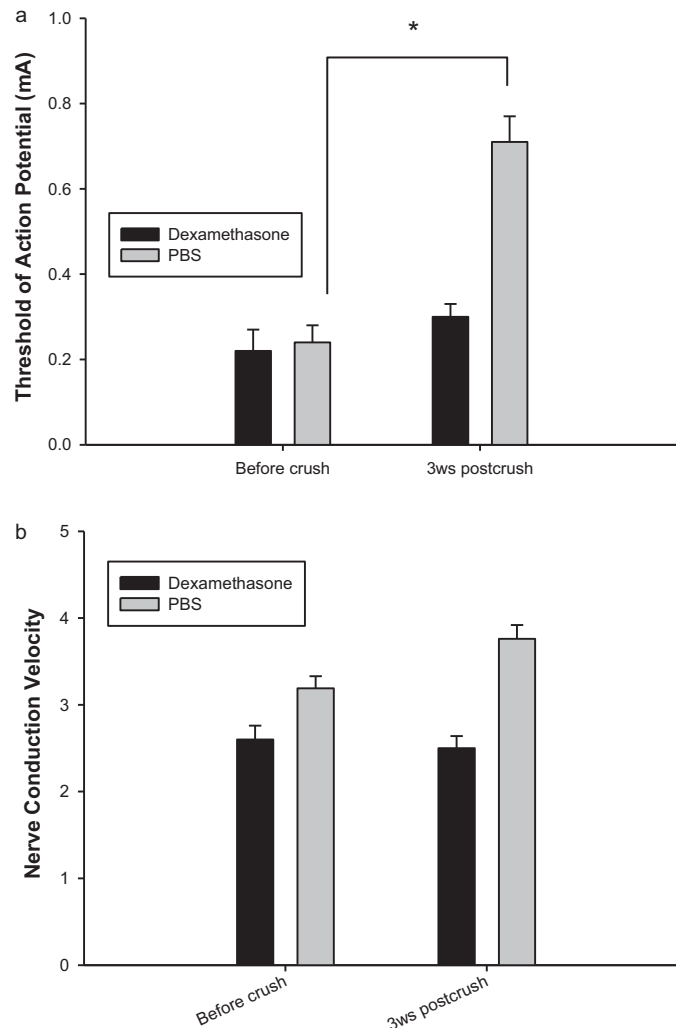 a
1.0
0.8
0.6
0.4
0.2
0.0
Threshold of Action Potential (mA)
*
Dexamethasone
PBS
Before crush
3ws postcrush
b
5
4
3
2
1
0
Nerve Conduction Velocity
Dexamethasone
PBS
Before crush
3ws postcrush